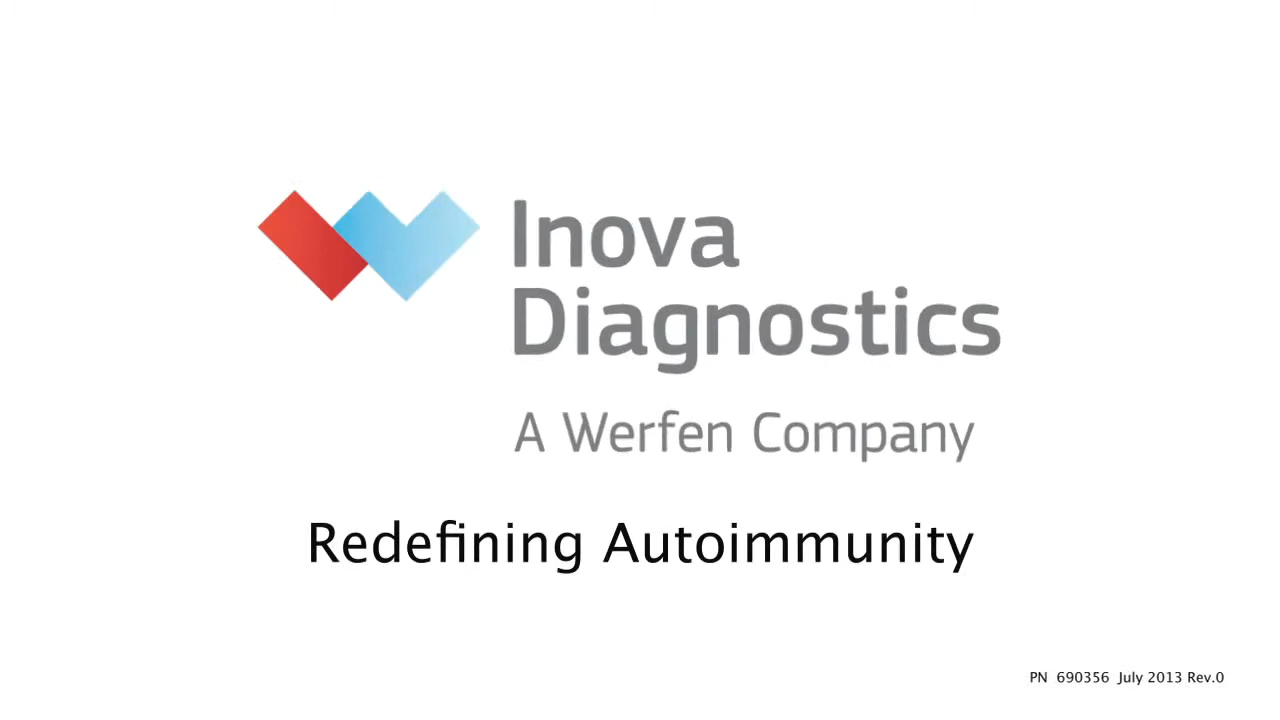 Inova
Diagnostics
A Werfen Company
Redefining Autoimmunity
PN 690356 July 2013 Rev.0